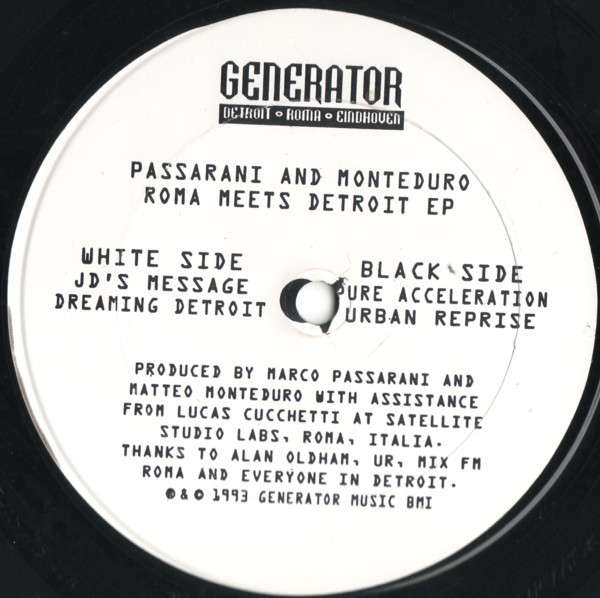 GENERATOR
DETROIT • ROMA • EINDHOVEN
PASSARANI AND MONTEDURO
ROMA MEETS DETROIT EP
WHITE SIDE
JD'S MESSAGE
DREAMING DETROIT
BLACK SIDE
PURE ACCELERATION
URBAN REPRISE
PRODUCED BY MARCO PASSARANI AND
MATTEO MONTEDURO WITH ASSISTANCE
FROM LUCAS CUCCHETTI AT SATELLITE
STUDIO LABS, ROMA, ITALIA.
THANKS TO ALAN OLDHAM, UR, MIX FM
ROMA AND EVERYONE IN DETROIT.
℗ & © 1993 GENERATOR MUSIC BMI